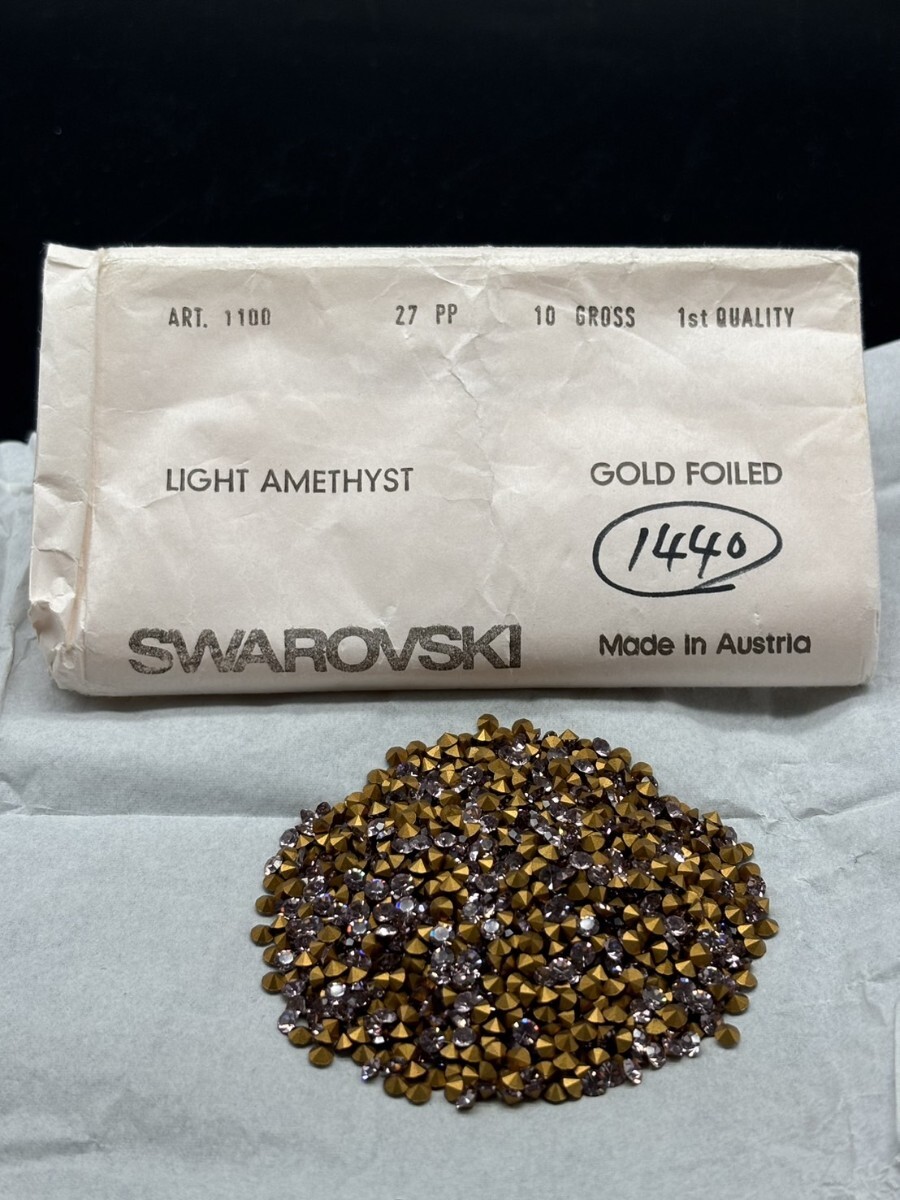 ART. 1100 27 PP 10 GROSS 1st QUALITY
LIGHT AMETHYST GOLD FOILED
1440
SWAROVSKI Made in Austria